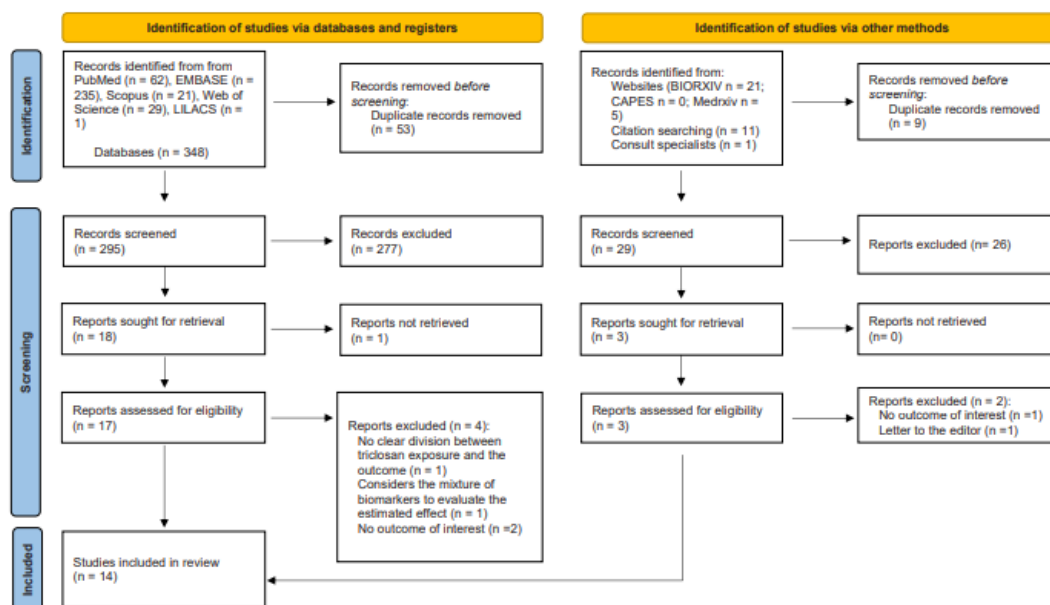 Identification of studies via databases and registers
Identification of studies via other methods
Identification
Records identified from from
PubMed (n = 62), EMBASE (n =
235), Scopus (n = 21), Web of
Science (n = 29), LILACS (n =
1)
Databases (n = 348)
Records removed before
screening:
Duplicate records removed
(n = 53)
Records identified from:
Websites (BIORXIV n = 21;
CAPES n = 0; Medrxiv n =
5)
Citation searching (n = 11)
Consult specialists (n = 1)
Records removed before
screening:
Duplicate records removed
(n = 9)
Screening
Records screened
(n = 295)
Records excluded
(n = 277)
Records screened
(n = 29)
Reports excluded (n= 26)
Reports sought for retrieval
(n = 18)
Reports not retrieved
(n = 1)
Reports sought for retrieval
(n = 3)
Reports not retrieved
(n= 0)
Reports assessed for eligibility
(n = 17)
Reports excluded (n = 4):
No clear division between
triclosan exposure and the
outcome (n = 1)
Considers the mixture of
biomarkers to evaluate the
estimated effect (n = 1)
No outcome of interest (n =2)
Reports assessed for eligibility
(n = 3)
Reports excluded (n = 2):
No outcome of interest (n =1)
Letter to the editor (n =1)
Included
Studies included in review
(n = 14)